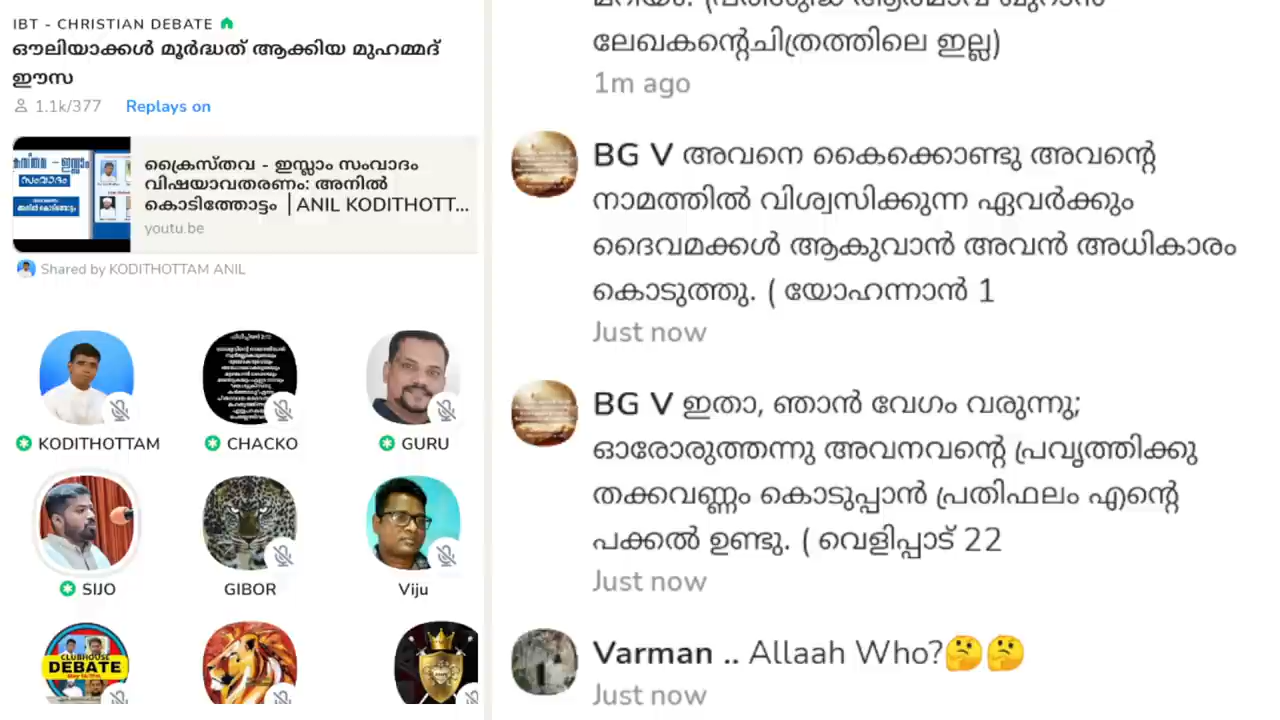 IBT - CHRISTIAN DEBATE
ഔലിയാക്കൾ മൂർദ്ധത് ആക്കിയ മുഹമ്മദ്
ഈസ
1.1k/377 Replays on
സംവാദം
ക്രൈസ്തവ - ഇസ്ലാം സംവാദം
വിഷയാവതരണം: അനിൽ
കൊടിത്തോട്ടം | ANIL KODITHOTT...
youtu.be
Shared by KODITHOTTAM ANIL
KODITHOTTAM
CHACKO
GURU
SIJO
GIBOR
Viju
CLUBHOUSE
DEBATE
ലേഖകന്റെചിത്രത്തിലെ ഇല്ല)
1m ago
BG V അവനെ കൈക്കൊണ്ടു അവന്റെ
നാമത്തിൽ വിശ്വസിക്കുന്ന ഏവർക്കും
ദൈവമക്കൾ ആകുവാൻ അവൻ അധികാരം
കൊടുത്തു. ( യോഹന്നാൻ 1
Just now
BG V ഇതാ, ഞാൻ വേഗം വരുന്നു;
ഓരോരുത്തന്നു അവനവന്റെ പ്രവൃത്തിക്കു
തക്കവണ്ണം കൊടുപ്പാൻ പ്രതിഫലം എന്റെ
പക്കൽ ഉണ്ടു. ( വെളിപ്പാട് 22
Just now
Varman .. Allaah Who?🤔🤔
Just now